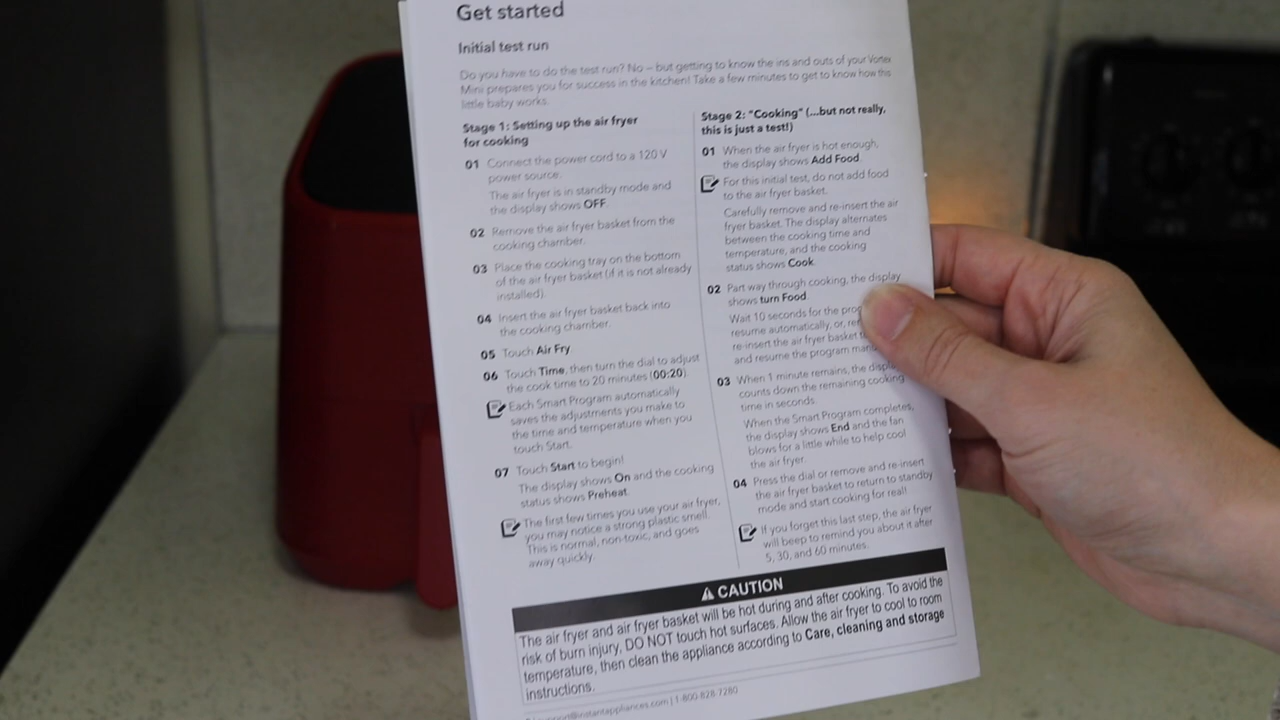 Get started
Initial test run
Do you have to do the test run? No – but getting to know the ins and outs of your Vortex
Mini prepares you for success in the kitchen! Take a few minutes to get to know how this
little baby works.
Stage 1: Setting up the air fryer
for cooking
01 Connect the power cord to a 120 V
power source.
The air fryer is in standby mode and
the display shows OFF.
02 Remove the air fryer basket from the
cooking chamber.
03 Place the cooking tray on the bottom
of the air fryer basket (if it is not already
installed).
04 Insert the air fryer basket back into
the cooking chamber.
05 Touch Air Fry.
06 Touch Time, then turn the dial to adjust
the cook time to 20 minutes (00:20).
Each Smart Program automatically
saves the adjustments you make to
the time and temperature when you
touch Start.
07 Touch Start to begin!
The display shows On and the cooking
status shows Preheat.
The first few times you use your air fryer,
you may notice a strong plastic smell.
This is normal, non-toxic, and goes
away quickly.
Stage 2: "Cooking" (...but not really,
this is just a test!)
01 When the air fryer is hot enough,
the display shows Add Food.
For this initial test, do not add food
to the air fryer basket.
Carefully remove and re-insert the air
fryer basket. The display alternates
between the cooking time and
temperature, and the cooking
status shows Cook.
02 Part way through cooking, the display
shows turn Food.
Wait 10 seconds for the
resume automatically, or,
re-insert the air fryer basket
and resume the program
03 When 1 minute remains, the
counts down the remaining cooking
time in seconds.
When the Smart Program completes,
the display shows End and the fan
blows for a little while to help cool
the air fryer.
04 Press the dial or remove and re-insert
the air fryer basket to return to standby
mode and start cooking for real!
If you forget this last step, the air fryer
will beep to remind you about it after
5, 30, and 60 minutes.
CAUTION
The air fryer and air fryer basket will be hot during and after cooking. To avoid the
risk of burn injury, DO NOT touch hot surfaces. Allow the air fryer to cool to room
temperature, then clean the appliance according to Care, cleaning and storage
instructions.
| 1-800-828-7280